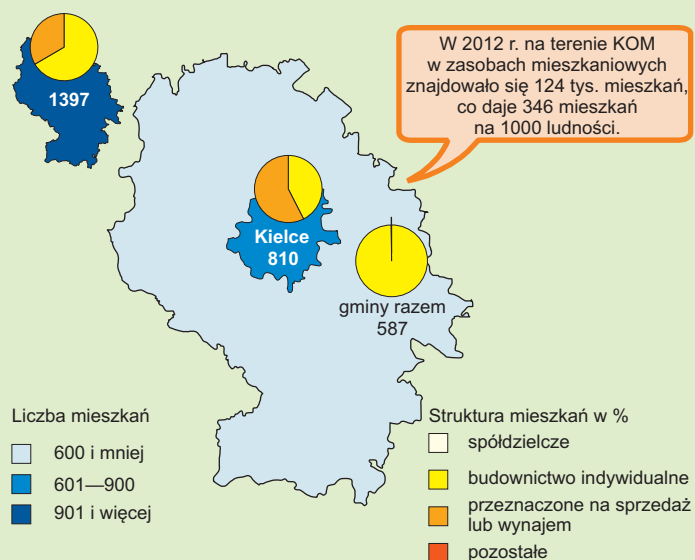 W 2012 r. na terenie KOM
w zasobach mieszkaniowych
znajdowało się 124 tys. mieszkań,
co daje 346 mieszkań
na 1000 ludności.
1397
Kielce
810
gminy razem
587
Liczba mieszkań
600 i mniej
601—900
901 i więcej
Struktura mieszkań w %
spółdzielcze
budownictwo indywidualne
przeznaczone na sprzedaż
lub wynajem
pozostałe